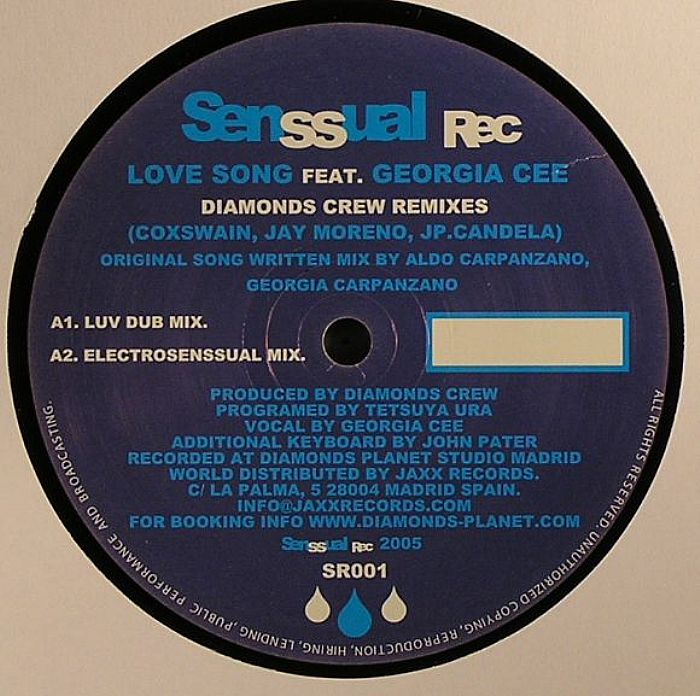 Senssual Rec
LOVE SONG FEAT. GEORGIA CEE
DIAMONDS CREW REMIXES
(COXSWAIN, JAY MORENO, JP.CANDELA)
ORIGINAL SONG WRITTEN MIX BY ALDO CARPANZANO,
GEORGIA CARPANZANO
A1. LUV DUB MIX.
A2. ELECTROSENSSUAL MIX.
PRODUCED BY DIAMONDS CREW
PROGRAMED BY TETSUYA URA
VOCAL BY GEORGIA CEE
ADDITIONAL KEYBOARD BY JOHN PATER
RECORDED AT DIAMONDS PLANET STUDIO MADRID
WORLD DISTRIBUTED BY JAXX RECORDS.
C/ LA PALMA, 5 28004 MADRID SPAIN.
INFO@JAXXRECORDS.COM
FOR BOOKING INFO WWW.DIAMONDS-PLANET.COM
Senssual Rec 2005
SR001
ALL RIGHTS RESERVED. UNAUTHORIZED COPYING, REPRODUCTION, HIRING, LENDING, PUBLIC PERFORMANCE AND BROADCASTING.